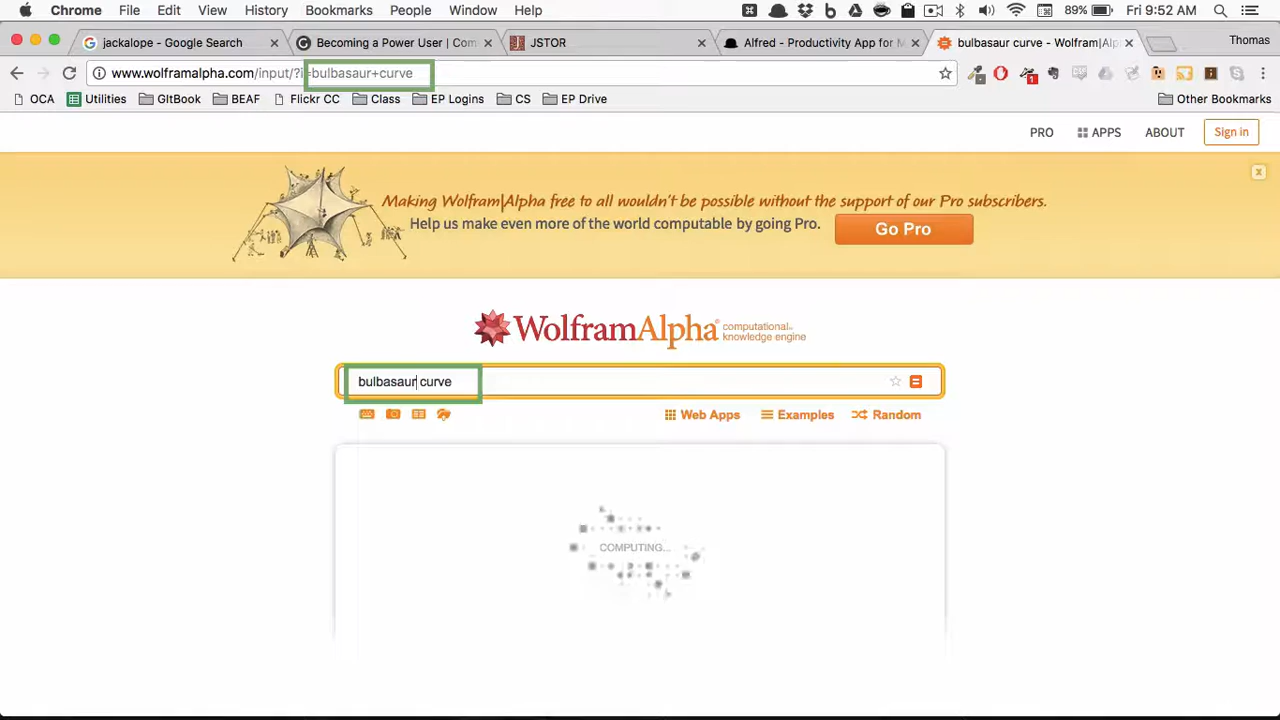 Chrome File Edit View History Bookmarks People Window Help 89% Fri 9:52 AM
jackalope - Google Search Becoming a Power User | Com JSTOR Alfred - Productivity App for M bulbasaur curve - Wolfram|Alp Thomas
www.wolframalpha.com/input/?i=bulbasaur+curve
OCA Utilities GItBook BEAF Flickr CC Class EP Logins CS EP Drive Other Bookmarks
PRO APPS ABOUT Sign in
Making Wolfram|Alpha free to all wouldn't be possible without the support of our Pro subscribers.
Help us make even more of the world computable by going Pro. Go Pro
WolframAlpha computational knowledge engine
bulbasaur curve
Web Apps Examples Random
COMPUTING...